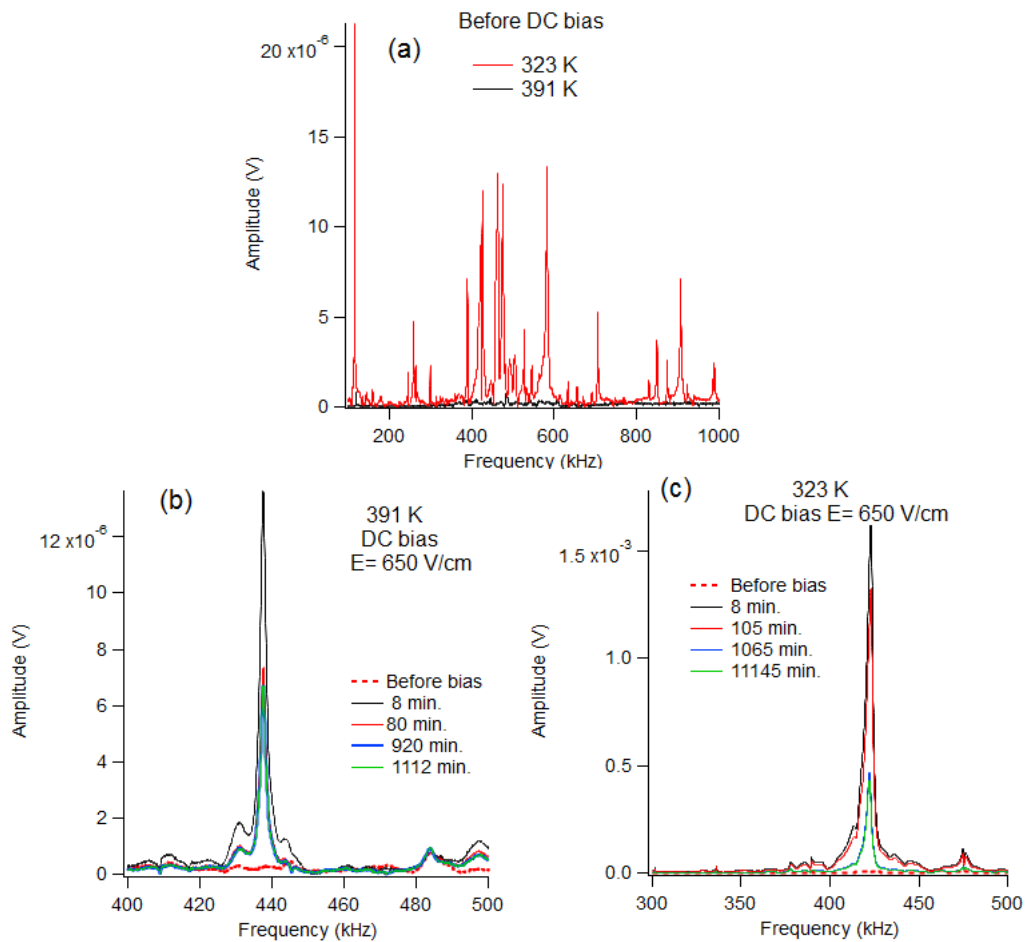 Before DC bias
(a)
323 K
391 K
20 x10-6
15
10
5
0
Amplitude (V)
200
400
600
800
1000
Frequency (kHz)
(b)
391 K
DC bias
E= 650 V/cm
12 x10-6
10
8
6
4
2
0
Amplitude (V)
Before bias
8 min.
80 min.
920 min.
1112 min.
400
420
440
460
480
500
Frequency (kHz)
(c)
323 K
DC bias E= 650 V/cm
1.5 x10-3
1.0
0.5
0.0
Amplitude (V)
Before bias
8 min.
105 min.
1065 min.
11145 min.
300
350
400
450
500
Frequency (kHz)